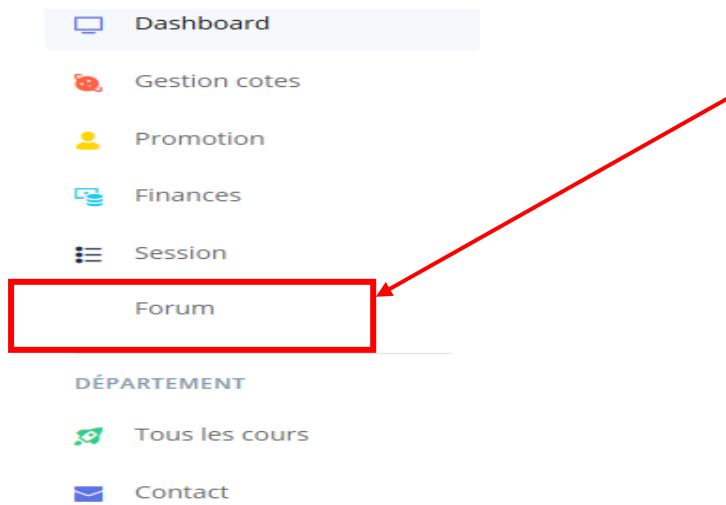 Dashboard
Gestion cotes
Promotion
Finances
Session
Forum
DÉPARTEMENT
Tous les cours
Contact